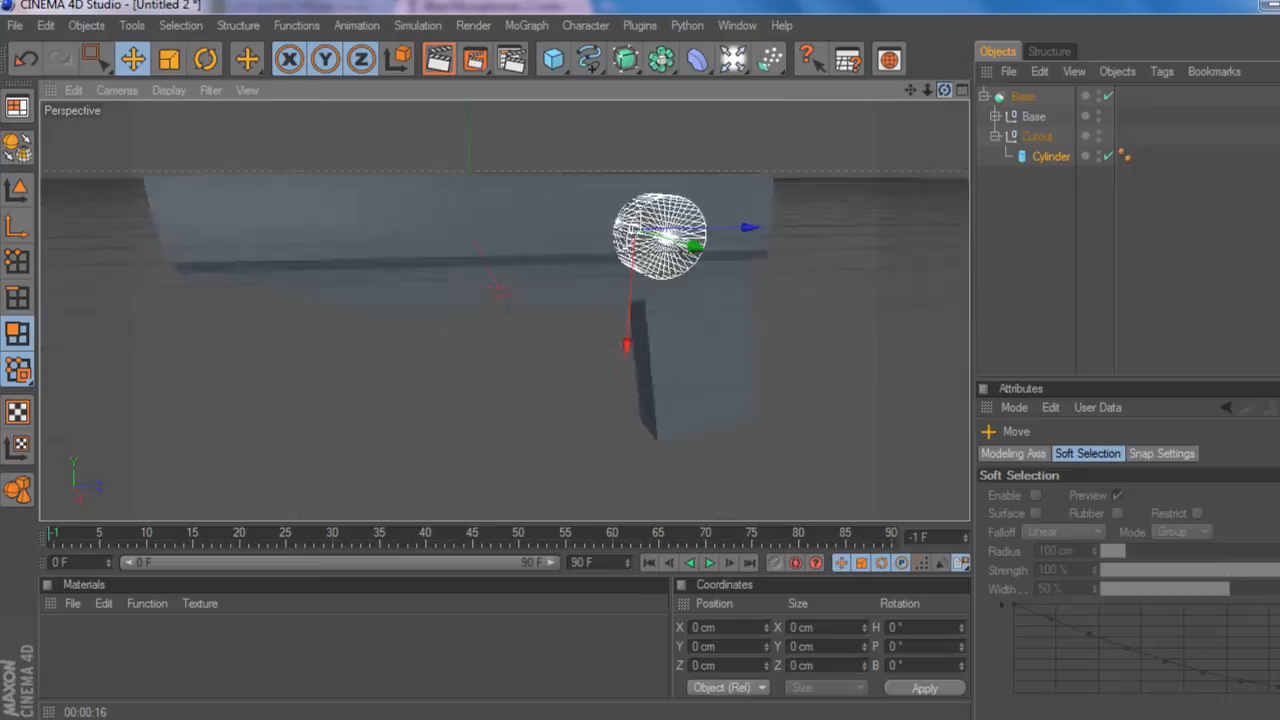 CINEMA 4D Studio - [Untitled 2 *]
File Edit Objects Tools Selection Structure Functions Animation Simulation Render MoGraph Character Plugins Python Window Help
X Y Z
Objects Structure
File Edit View Objects Tags Bookmarks
Edit Cameras Display Filter View
Perspective
Base
Base
Cutout
Cylinder
Attributes
Mode Edit User Data
Move
Modeling Axis Soft Selection Snap Settings
Soft Selection
Enable Preview
Surface Rubber Restrict
Falloff Linear Mode Group
Radius 100 cm
Strength 100 %
Width . . 50 %
Y
-1 5 10 15 20 25 30 35 40 45 50 55 60 65 70 75 80 85 90 -1 F
0 F 0 F 90 F 90 F
Materials
File Edit Function Texture
Coordinates
Position Size Rotation
X 0 cm X 0 cm H 0 °
Y 0 cm Y 0 cm P 0 °
Z 0 cm Z 0 cm B 0 °
Object (Rel) Size Apply
MAXON CINEMA 4D
00:00:16